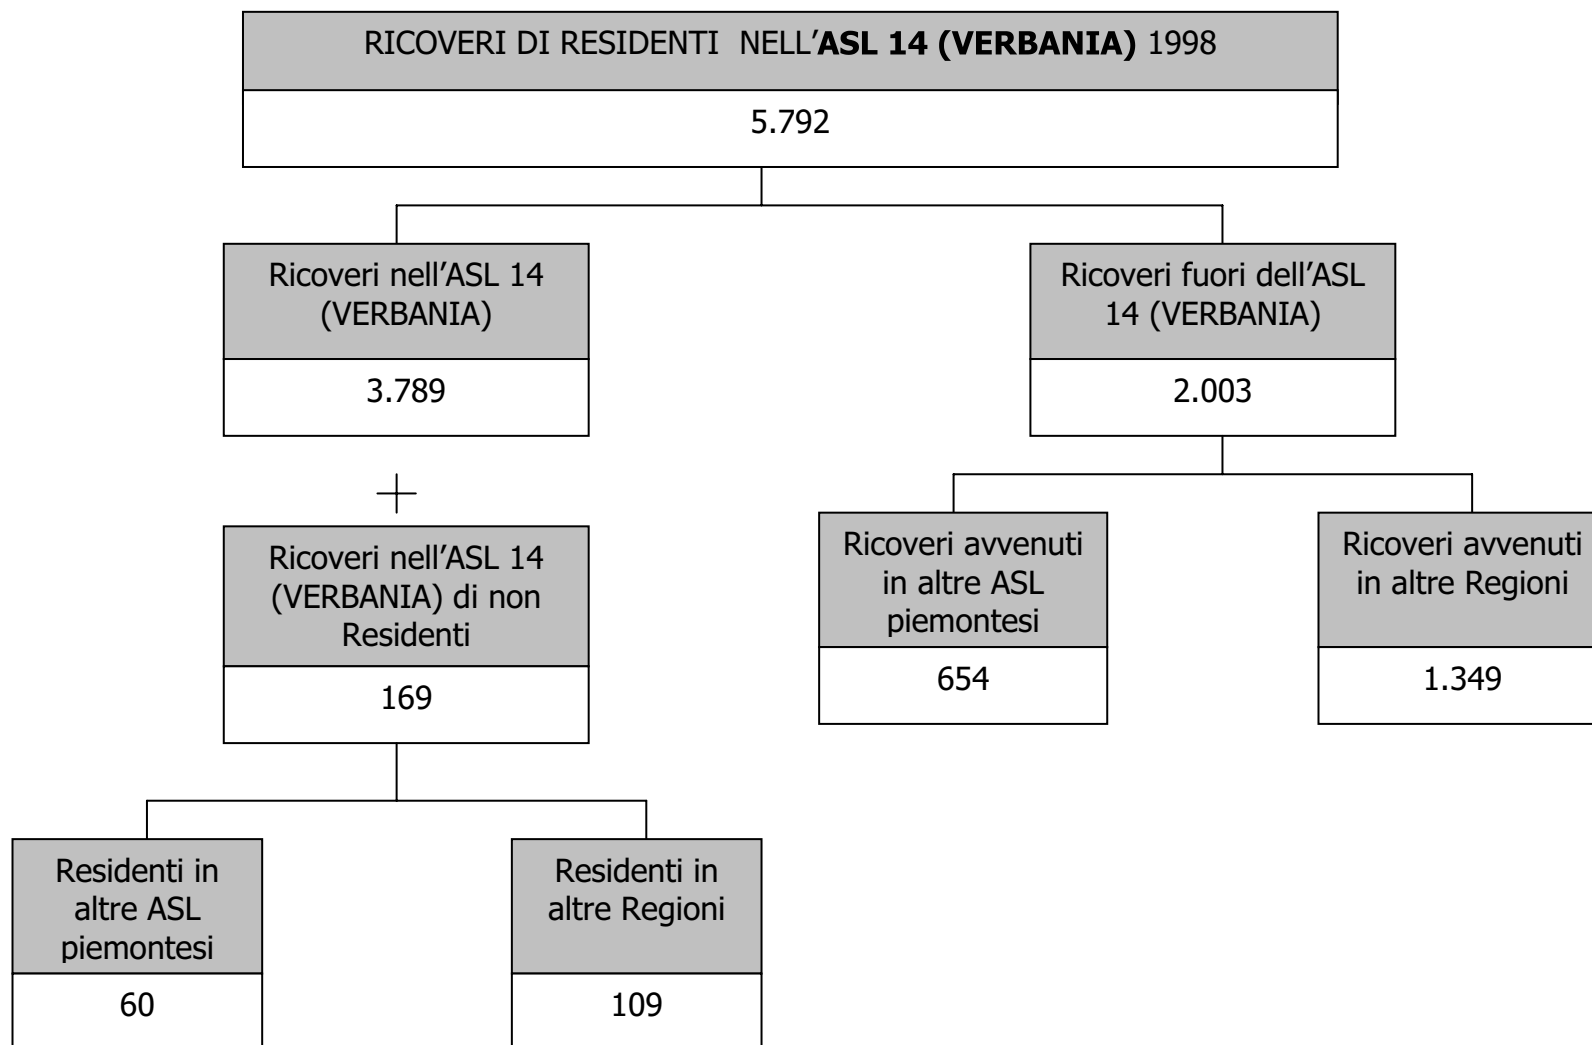 RICOVERI DI RESIDENTI NELL’ASL 14 (VERBANIA) 1998
5.792
Ricoveri nell’ASL 14
(VERBANIA)
3.789
Ricoveri fuori dell’ASL
14 (VERBANIA)
2.003
Ricoveri nell’ASL 14
(VERBANIA) di non
Residenti
169
Ricoveri avvenuti
in altre ASL
piemontesi
654
Ricoveri avvenuti
in altre Regioni
1.349
Residenti in
altre ASL
piemontesi
60
Residenti in
altre Regioni
109